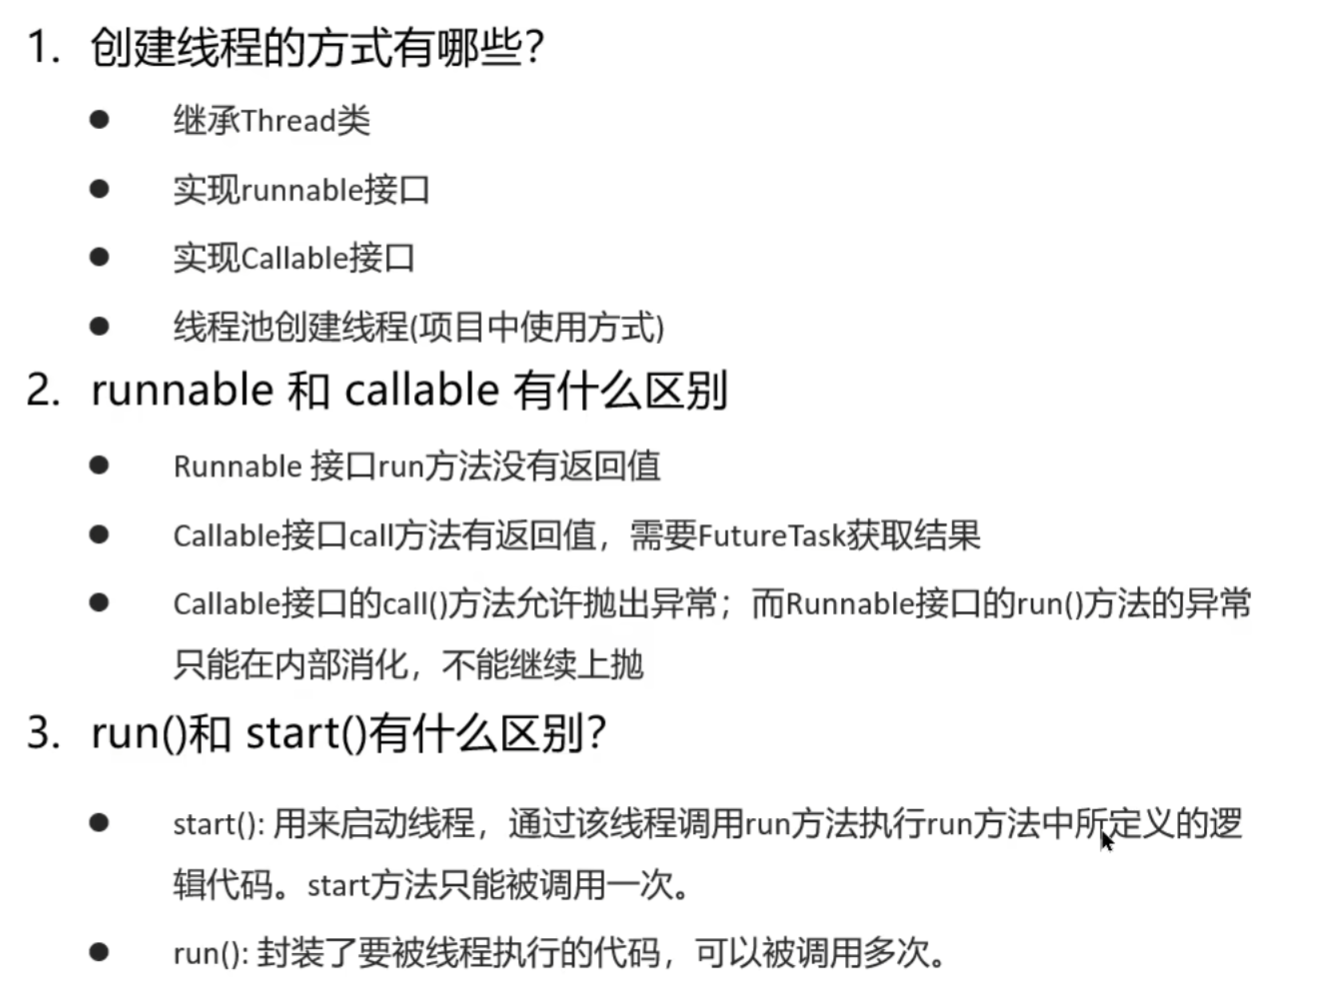 1. 创建线程的方式有哪些?
● 继承Thread类
● 实现runnable接口
● 实现Callable接口
● 线程池创建线程(项目中使用方式)
2. runnable 和 callable 有什么区别
● Runnable 接口run方法没有返回值
● Callable接口call方法有返回值，需要FutureTask获取结果
● Callable接口的call()方法允许抛出异常；而Runnable接口的run()方法的异常
只能在内部消化，不能继续上抛
3. run()和 start()有什么区别?
● start(): 用来启动线程，通过该线程调用run方法执行run方法中所定义的逻
辑代码。start方法只能被调用一次。
● run(): 封装了要被线程执行的代码，可以被调用多次。